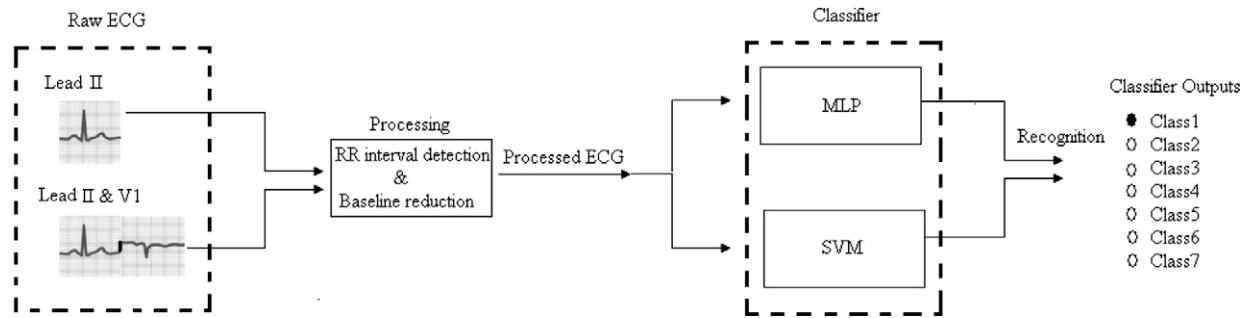 Raw ECG
Lead II
Lead II & V1
Processing
RR interval detection
&
Baseline reduction
Processed ECG
Classifier
MLP
SVM
Recognition
Classifier Outputs
Class1
Class2
Class3
Class4
Class5
Class6
Class7